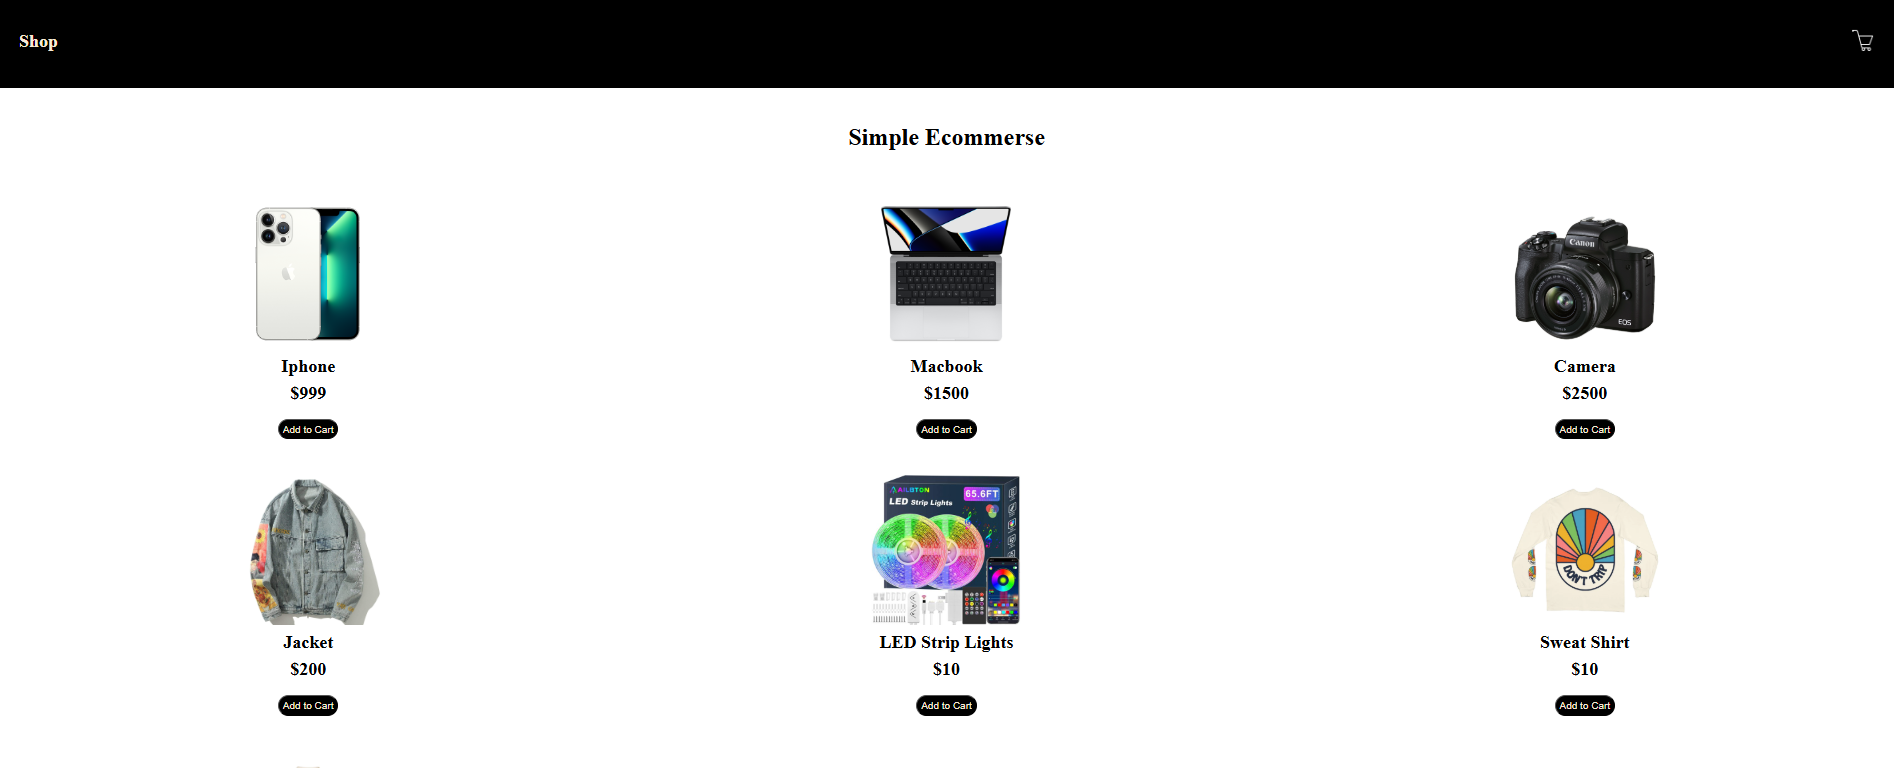 Shop
Simple Ecommerse
Canon
EOS
Iphone
$999
Add to Cart
Macbook
$1500
Add to Cart
Camera
$2500
Add to Cart
AILBTON
65.6FT
LED Strip Lights
DON'T TRIP
Jacket
$200
Add to Cart
LED Strip Lights
$10
Add to Cart
Sweat Shirt
$10
Add to Cart